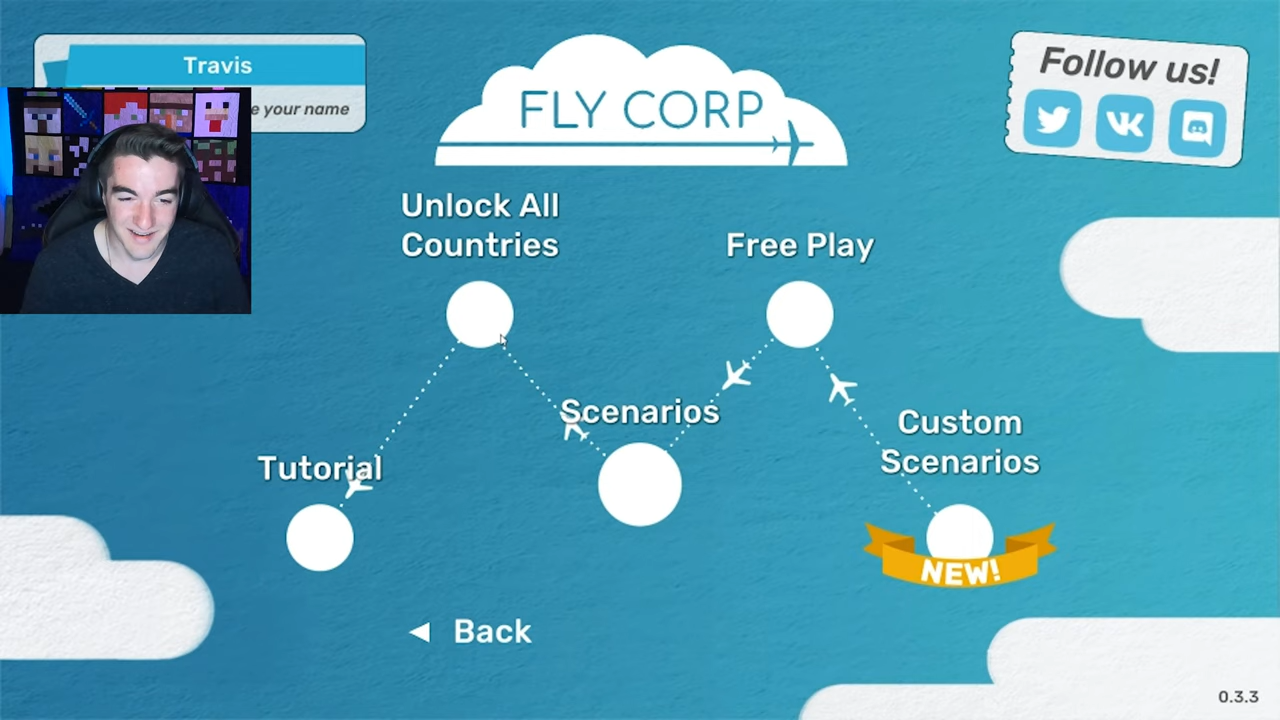 Travis
e your name
FLY CORP
Follow us!
Unlock All
Countries
Free Play
Scenarios
Custom
Scenarios
Tutorial
NEW!
Back
0.3.3